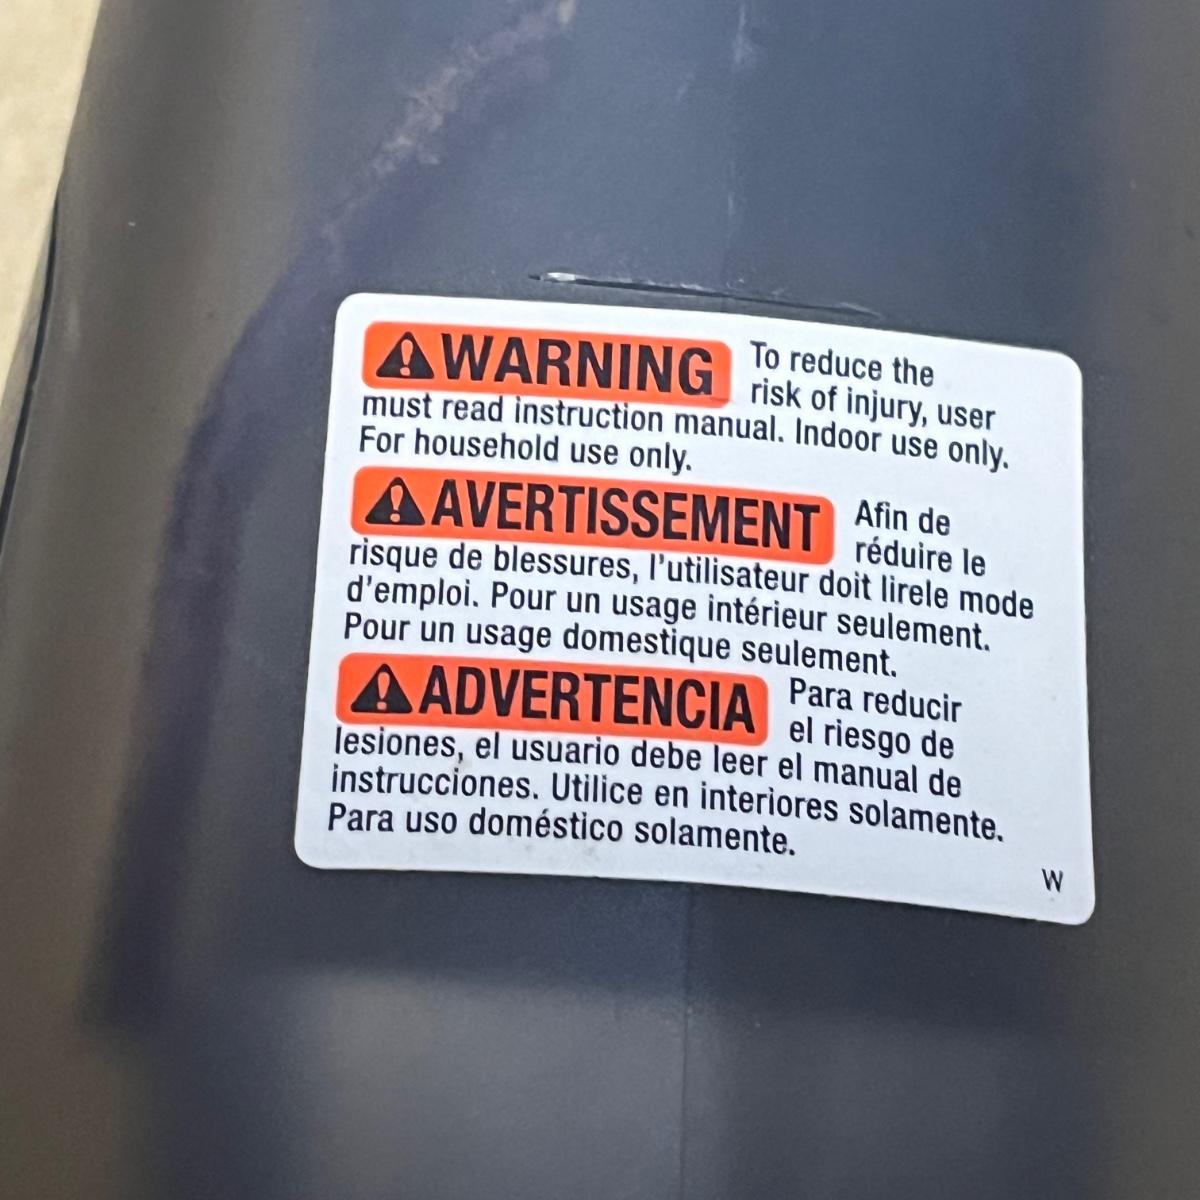 WARNING To reduce the
risk of injury, user
must read instruction manual. Indoor use only.
For household use only.
AVERTISSEMENT Afin de
réduire le
risque de blessures, l'utilisateur doit lirele mode
d'emploi. Pour un usage intérieur seulement.
Pour un usage domestique seulement.
ADVERTENCIA Para reducir
el riesgo de
lesiones, el usuario debe leer el manual de
instrucciones. Utilice en interiores solamente.
Para uso doméstico solamente.
W